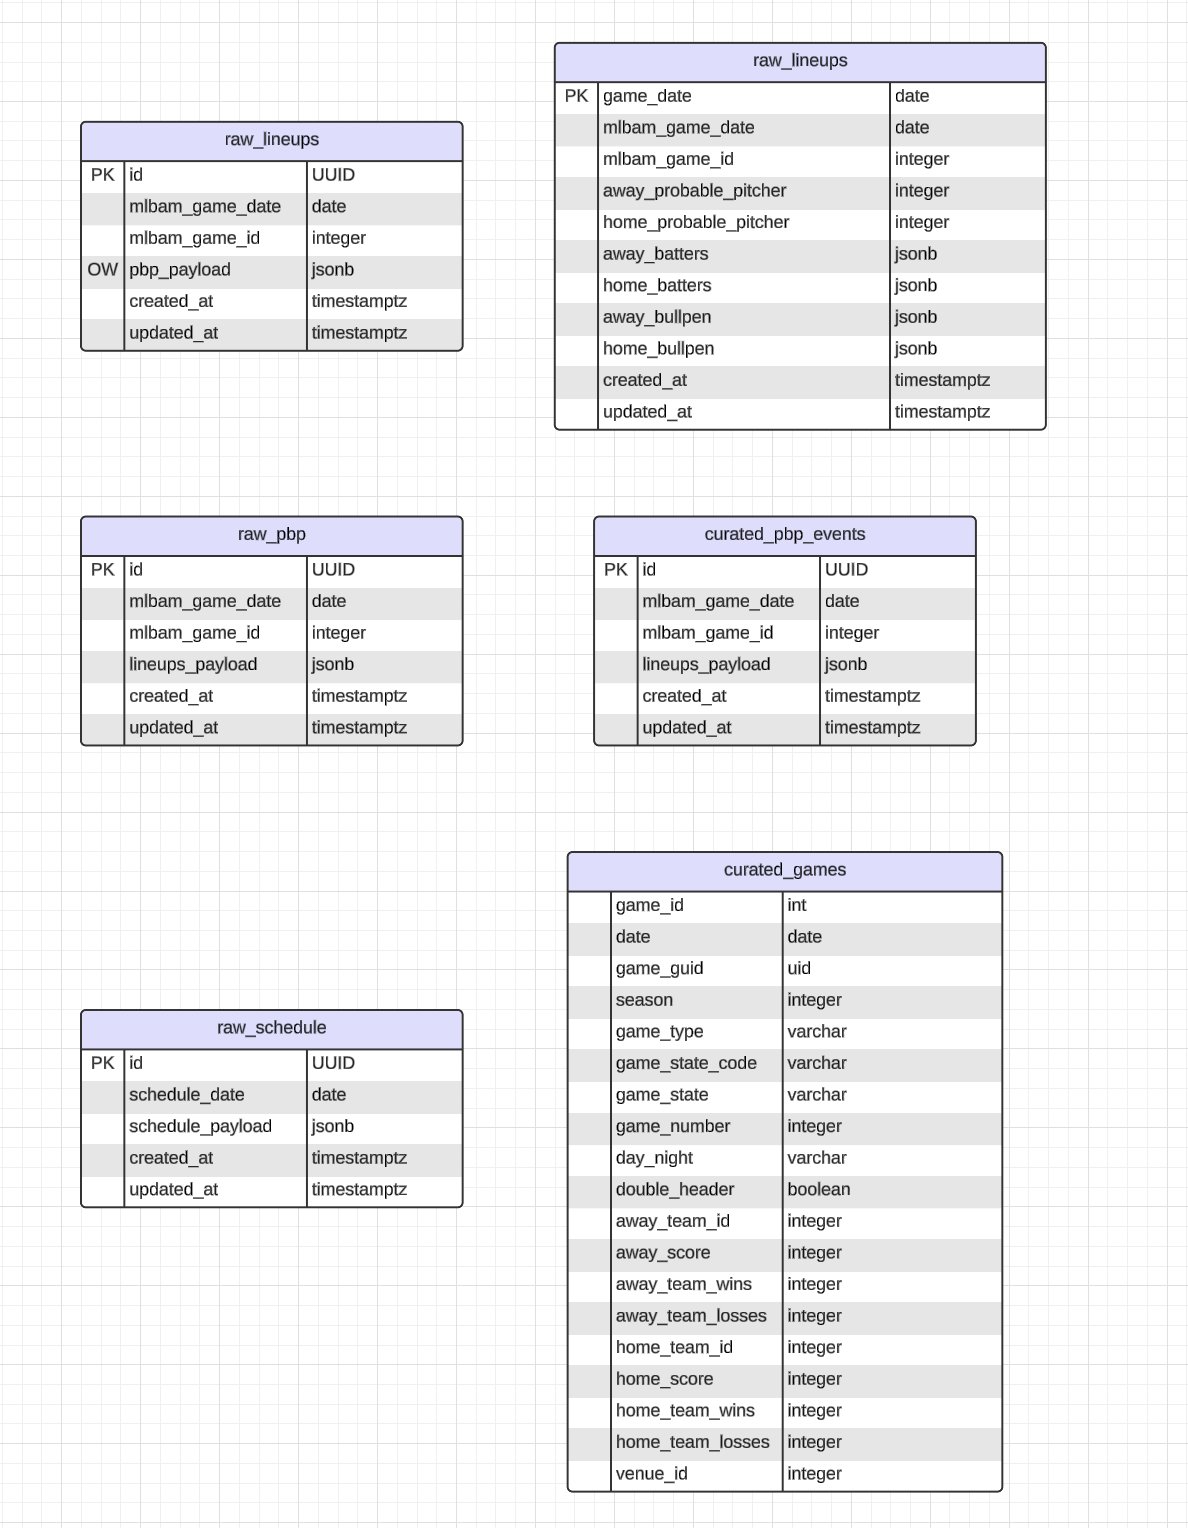 raw_lineups
PK id UUID
mlbam_game_date date
mlbam_game_id integer
OW pbp_payload jsonb
created_at timestamptz
updated_at timestamptz
raw_lineups
PK game_date date
mlbam_game_date date
mlbam_game_id integer
away_probable_pitcher integer
home_probable_pitcher integer
away_batters jsonb
home_batters jsonb
away_bullpen jsonb
home_bullpen jsonb
created_at timestamptz
updated_at timestamptz
raw_pbp
PK id UUID
mlbam_game_date date
mlbam_game_id integer
lineups_payload jsonb
created_at timestamptz
updated_at timestamptz
curated_pbp_events
PK id UUID
mlbam_game_date date
mlbam_game_id integer
lineups_payload jsonb
created_at timestamptz
updated_at timestamptz
raw_schedule
PK id UUID
schedule_date date
schedule_payload jsonb
created_at timestamptz
updated_at timestamptz
curated_games
game_id int
date date
game_guid uid
season integer
game_type varchar
game_state_code varchar
game_state varchar
game_number integer
day_night varchar
double_header boolean
away_team_id integer
away_score integer
away_team_wins integer
away_team_losses integer
home_team_id integer
home_score integer
home_team_wins integer
home_team_losses integer
venue_id integer